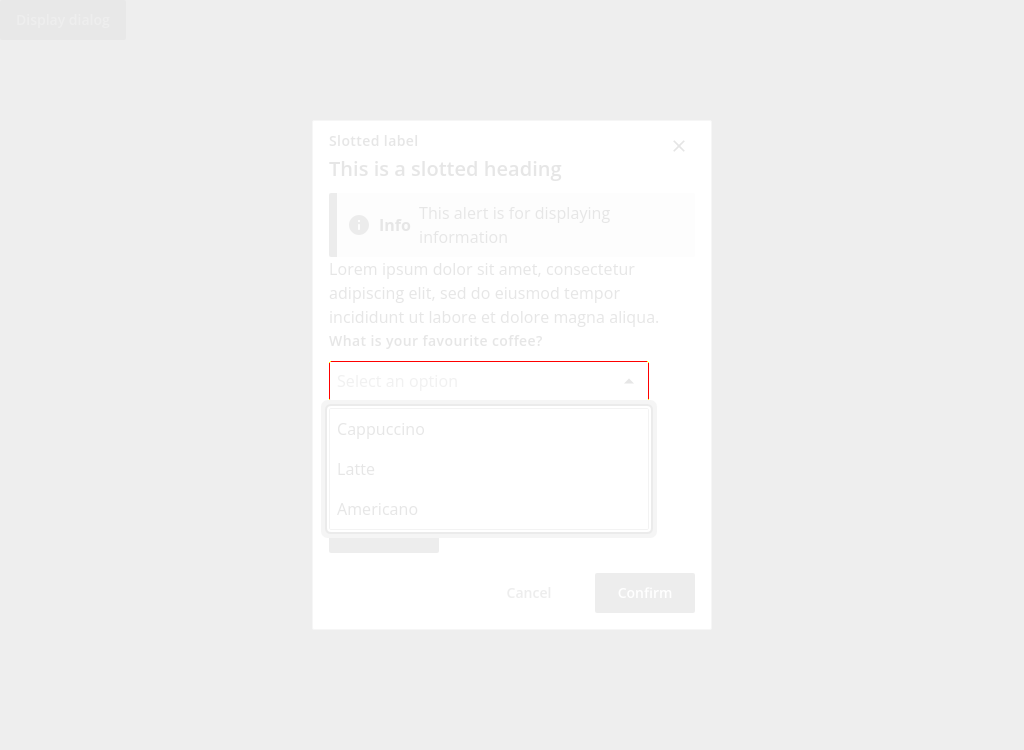 Display dialog
Slotted label
This is a slotted heading
Info
This alert is for displaying
information
Lorem ipsum dolor sit amet, consectetur
adipiscing elit, sed do eiusmod tempor
incididunt ut labore et dolore magna aliqua.
What is your favourite coffee?
Select an option
Cappuccino
Latte
Americano
Cancel
Confirm